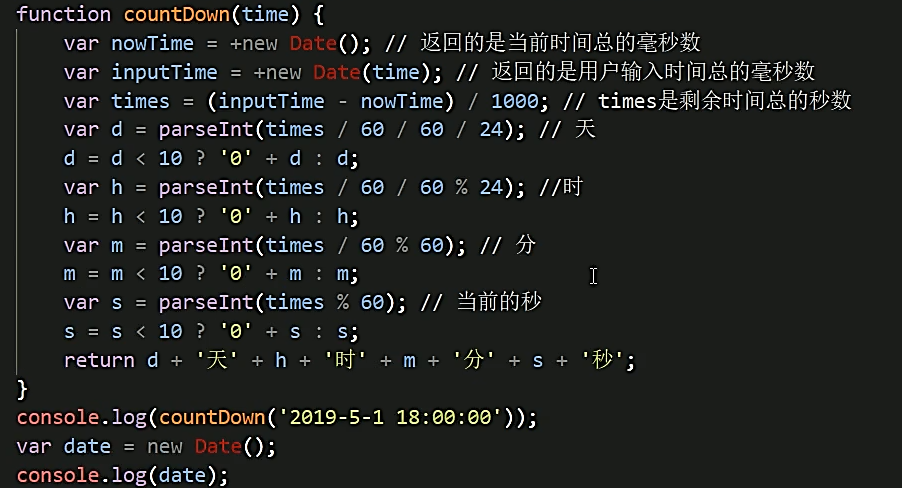 function countDown(time) {
var nowTime = +new Date(); // 返回的是当前时间总的毫秒数
var inputTime = +new Date(time); // 返回的是用户输入时间总的毫秒数
var times = (inputTime - nowTime) / 1000; // times是剩余时间总的秒数
var d = parseInt(times / 60 / 60 / 24); // 天
d = d < 10 ? '0' + d : d;
var h = parseInt(times / 60 / 60 % 24); //时
h = h < 10 ? '0' + h : h;
var m = parseInt(times / 60 % 60); // 分
m = m < 10 ? '0' + m : m;
var s = parseInt(times % 60); // 当前的秒
s = s < 10 ? '0' + s : s;
return d + '天' + h + '时' + m + '分' + s + '秒';
}
console.log(countDown('2019-5-1 18:00:00'));
var date = new Date();
console.log(date);